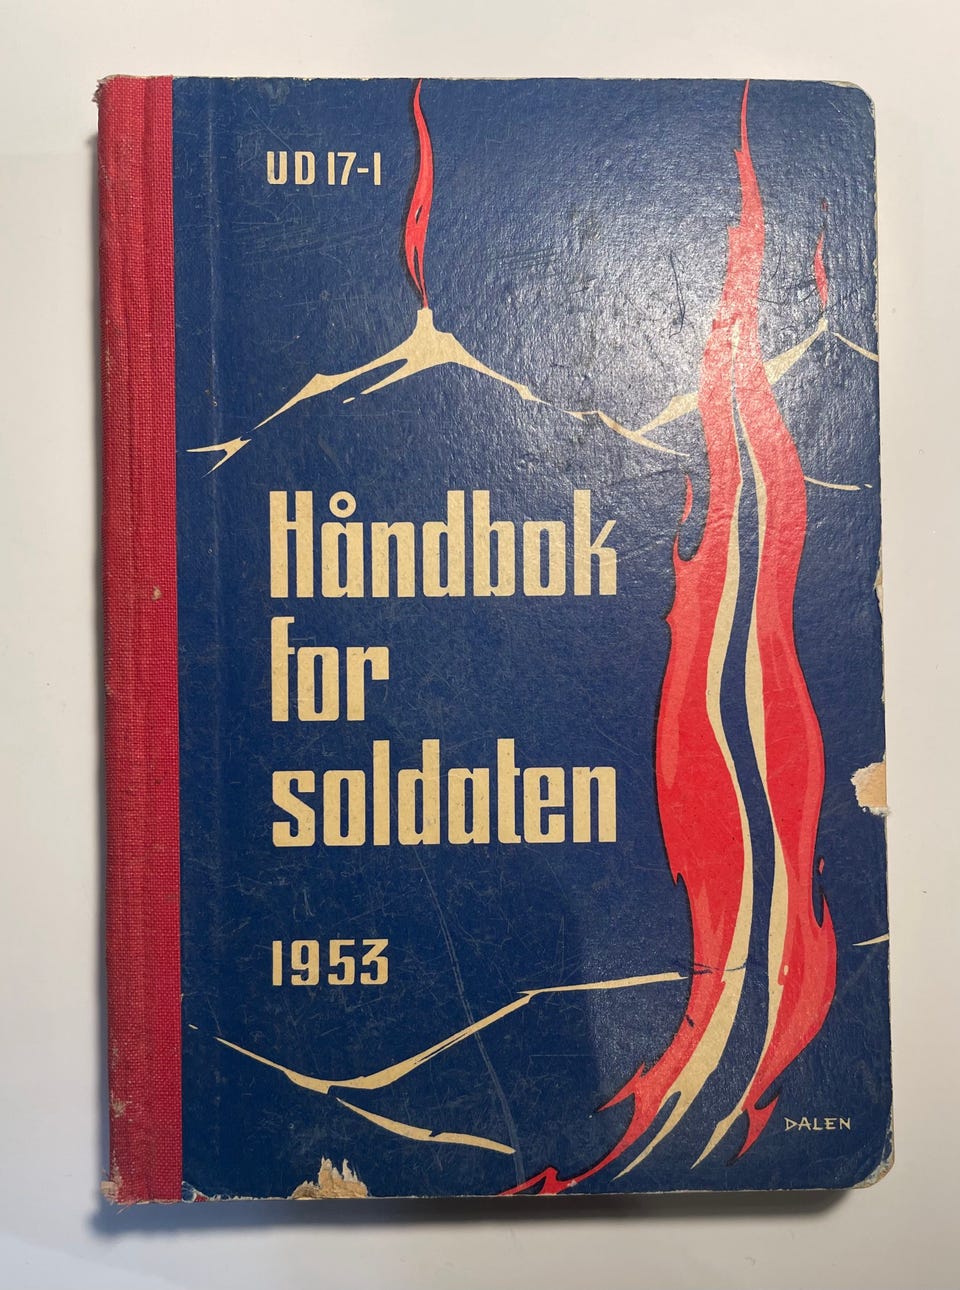 UD 17-1
Håndbok
for
soldaten
1953
DALEN